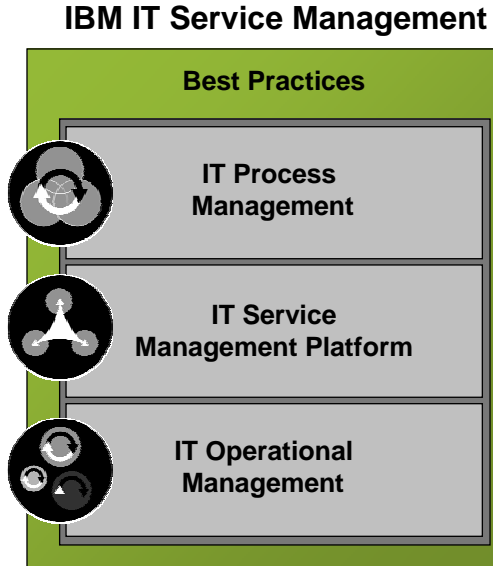 IBM IT Service Management
Best Practices
IT Process
Management
IT Service
Management Platform
IT Operational
Management